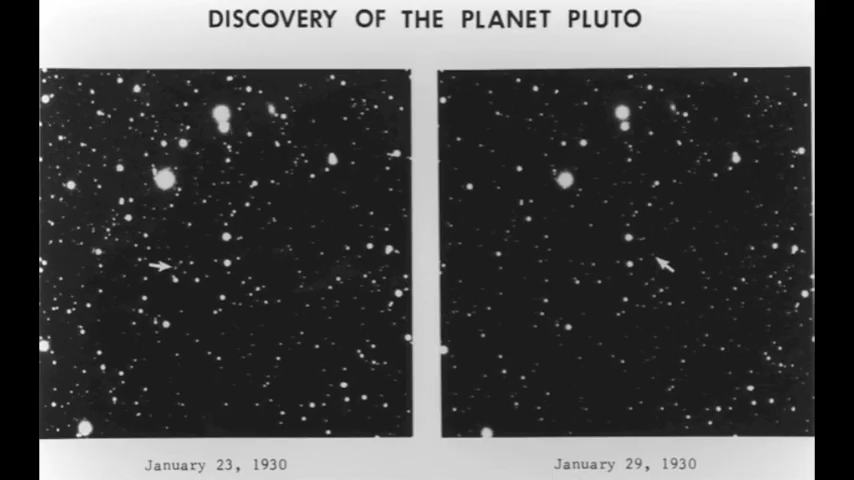 DISCOVERY OF THE PLANET PLUTO
January 23, 1930
January 29, 1930